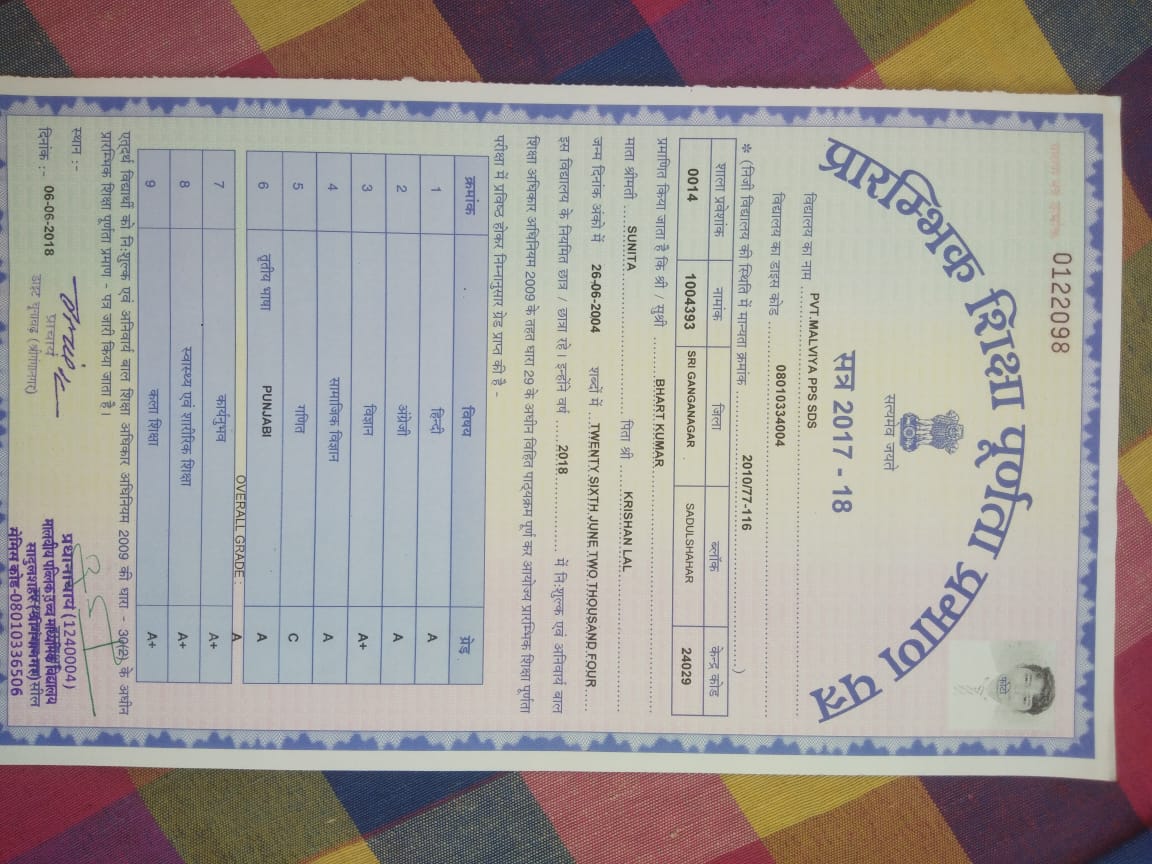 0122098
प्रारम्भिक शिक्षा पूर्णता प्रमाण पत्र
फोटो
सत्यमेव जयते
सत्र 2017 - 18
विद्यालय का नाम PVT.MALVIYA PPS SDS
विद्यालय का डाइस कोड 08010334004
* (निजी विद्यालय की स्थिति में मान्यता क्रमांक 2010/77-116)
शाला प्रवेशांक नामांक जिला ब्लॉक केन्द्र कोड
0014 1004393 SRI GANGANAGAR SADULSHAHAR 24029
प्रमाणित किया जाता है कि श्री / सुश्री BHART KUMAR
माता श्रीमती SUNITA पिता श्री KRISHAN LAL
जन्म दिनांक अंकों में 26-06-2004 शब्दों में TWENTY SIXTH JUNE TWO THOUSAND FOUR
इस विद्यालय के नियमित छात्र / छात्रा रहे। इन्होंने वर्ष 2018 में नि:शुल्क एवं अनिवार्य बाल
शिक्षा अधिकार अधिनियम 2009 के तहत धारा 29 के अधीन विहित पाठ्यक्रम पूर्ण कर आयोज्य प्रारम्भिक शिक्षा पूर्णता
परीक्षा में प्रविष्ठ होकर निम्नानुसार ग्रेड प्राप्त की है -
क्रमांक विषय ग्रेड
1 हिन्दी A
2 अंग्रेजी A
3 विज्ञान A+
4 सामाजिक विज्ञान A
5 गणित C
6 तृतीय भाषा PUNJABI A
OVERALL GRADE : A
7 कार्यनुभव A+
8 स्वास्थ्य एवं शारीरिक शिक्षा A+
9 कला शिक्षा A+
एतदर्थ विद्यार्थी को नि:शुल्क एवं अनिवार्य बाल शिक्षा अधिकार अधिनियम 2009 की धारा - 30(2) के अधीन
प्रारम्भिक शिक्षा पूर्णता प्रमाण - पत्र जारी किया जाता है।
स्थान :-
दिनांक :- 06-06-2018
प्राचार्य
डाइट चूनावढ़ (श्रीगंगानगर)
प्रधानाचार्य (1240004)
मालवीय पब्लिक उच्च माध्यमिक विद्यालय
सादुलशहर
सील
सैनिस कोड-08010336506